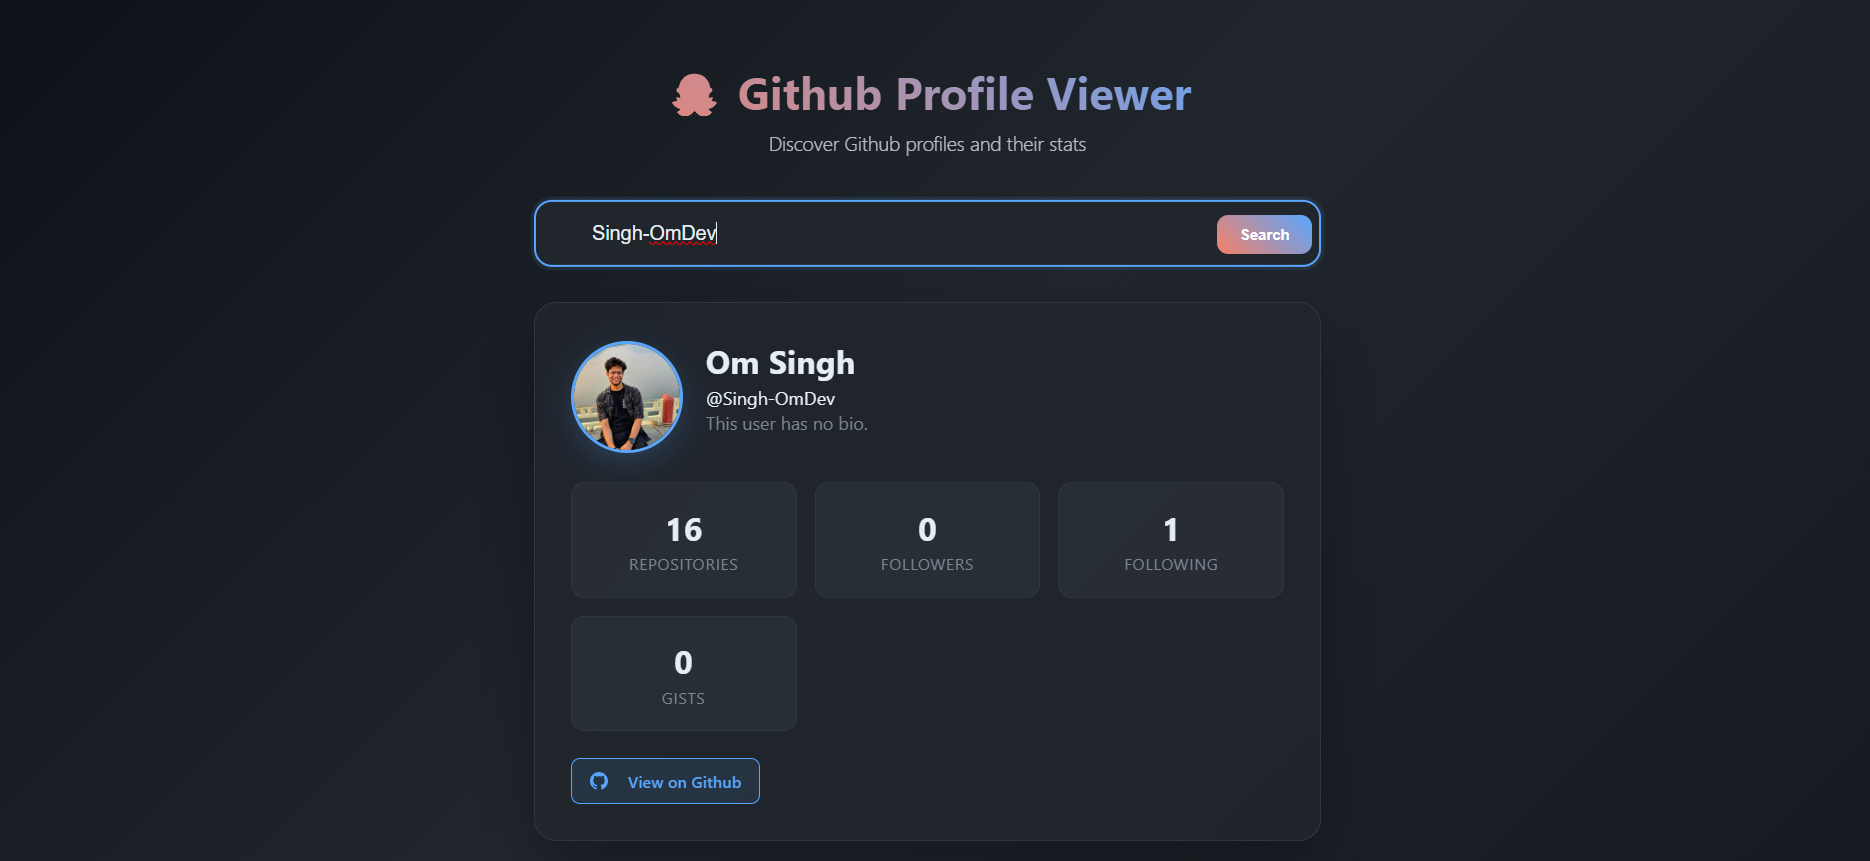 Github Profile Viewer
Discover Github profiles and their stats
Singh-OmDev
Search
Om Singh
@Singh-OmDev
This user has no bio.
16
REPOSITORIES
0
FOLLOWERS
1
FOLLOWING
0
GISTS
View on Github